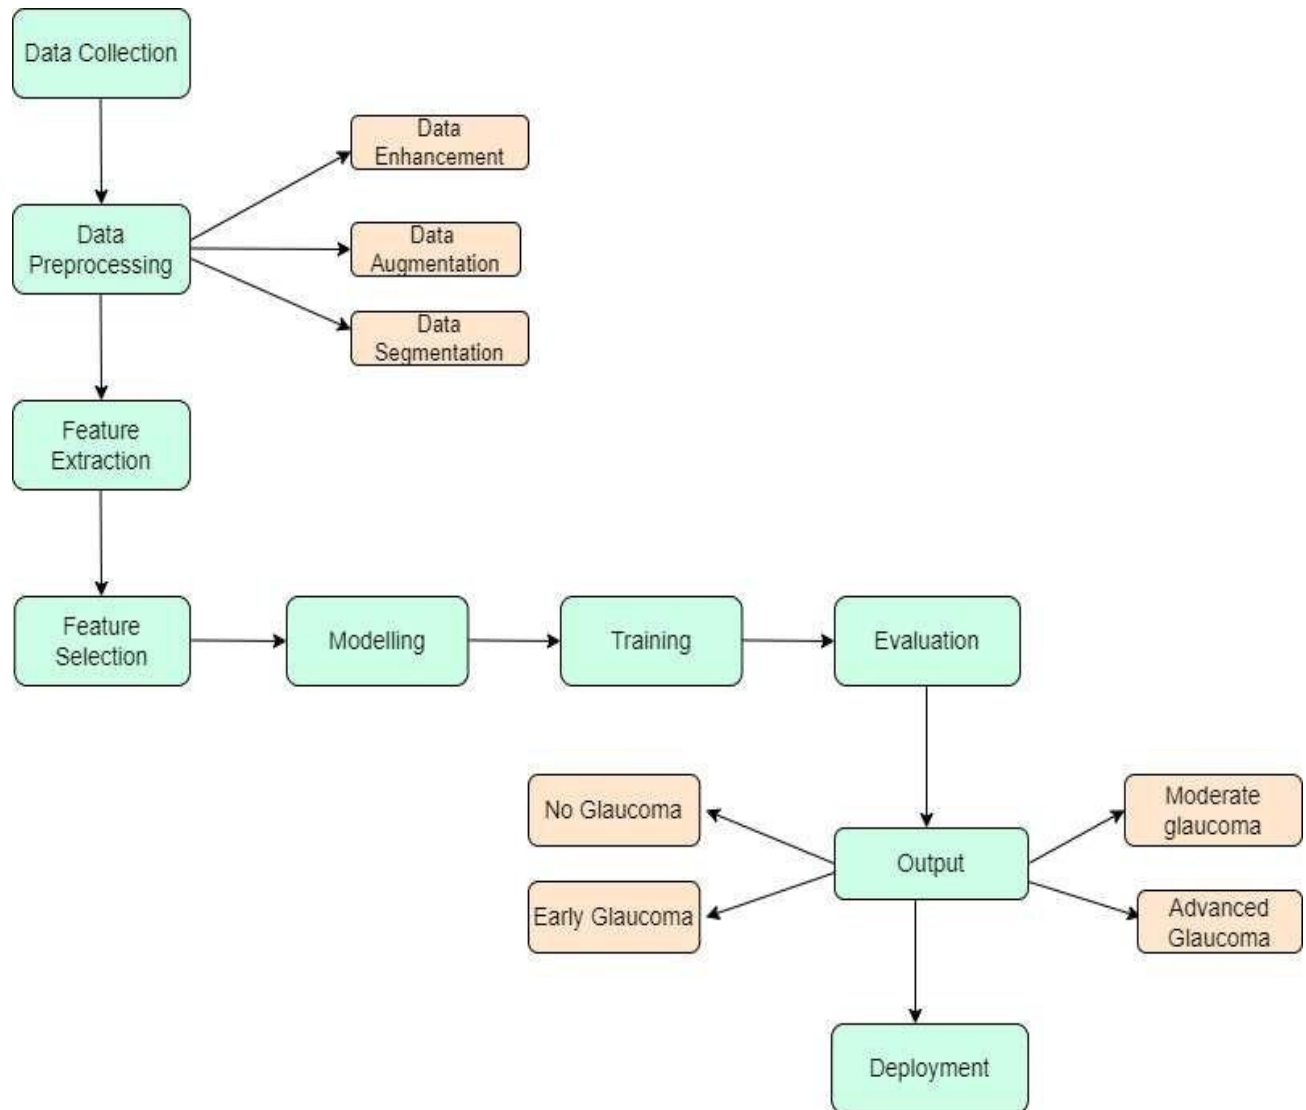 Data Collection
Data
Enhancement
Data
Preprocessing
Data
Augmentation
Data
Segmentation
Feature
Extraction
Feature
Selection
Modelling
Training
Evaluation
No Glaucoma
Moderate
glaucoma
Output
Early Glaucoma
Advanced
Glaucoma
Deployment